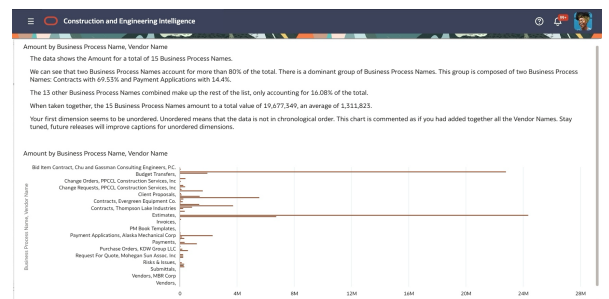 Construction and Engineering Intelligence
99+
Amount by Business Process Name, Vendor Name
The data shows the Amount for a total of 15 Business Process Names.
We can see that two Business Process Names account for more than 80% of the total. There is a dominant group of Business Process Names. This group is composed of two Business Process
Names: Contracts with 69.53% and Payment Applications with 14.4%.
The 13 other Business Process Names combined make up the rest of the list, only accounting for 16.08% of the total.
When taken together, the 15 Business Process Names amount to a total value of 19,677,349, an average of 1,311,823.
Your first dimension seems to be unordered. Unordered means that the data is not in chronological order. This chart is commented as if you had added together all the Vendor Names. Stay
tuned, future releases will improve captions for unordered dimensions.
Amount by Business Process Name, Vendor Name
Business Process Name, Vendor Name
Bid Item Contract, Chu and Gassman Consulting Engineers, P.C.
Budget Transfers,
Change Orders, PPCCL Construction Services, Inc
Change Requests, PPCCL Construction Services, Inc
Client Proposals,
Contracts, Evergreen Equipment Co.
Contracts, Thompson Lake Industries
Estimates,
Invoices,
PM Book Templates,
Payment Applications, Alaska Mechanical Corp
Payments,
Purchase Orders, KDW Group LLC
Request For Quote, Mohegan Sun Assoc, Inc
Risks & Issues,
Submittals,
Vendors, MBR Corp
Vendors,
0 4M 8M 12M 16M 20M 24M 28M